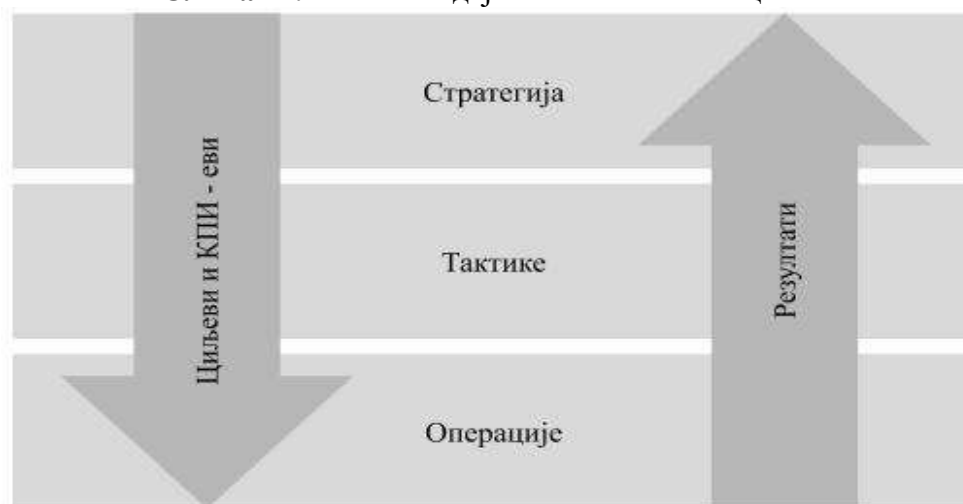 Стратегија
Циљеви и КПИ - еви
Тактике
Резултати
Операције